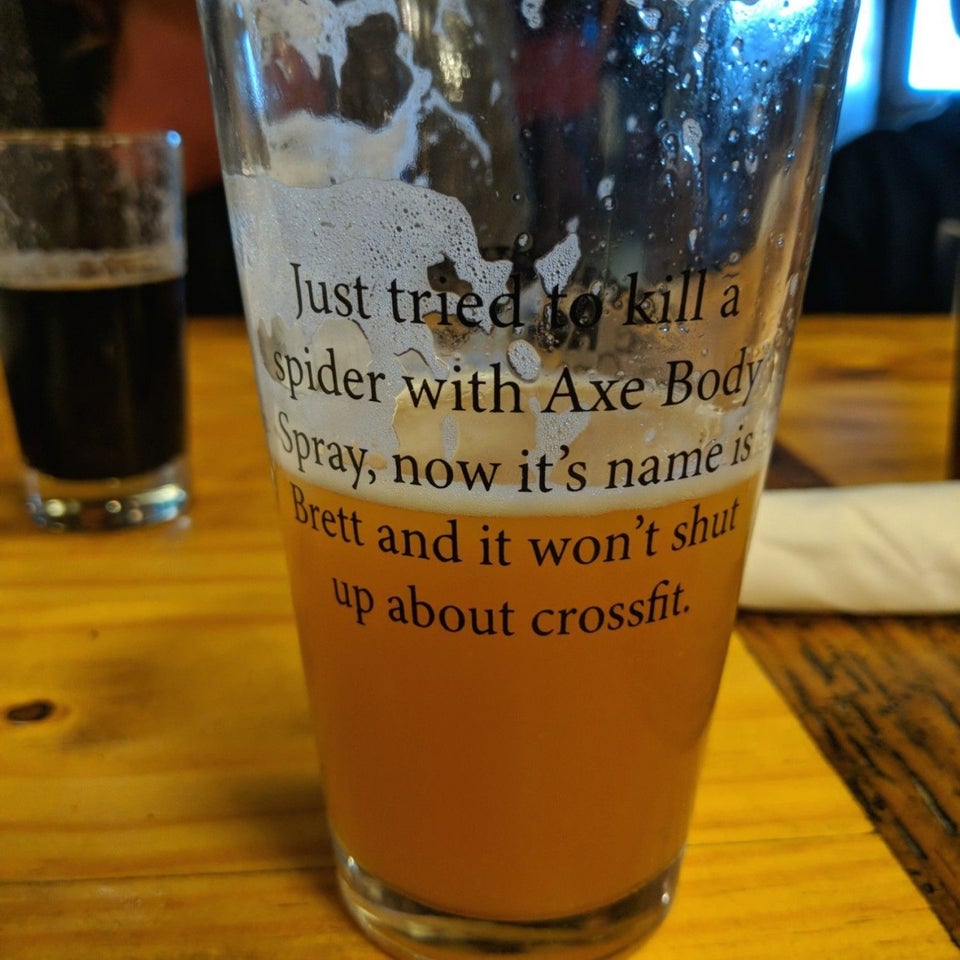 Just tried to kill a
spider with Axe Body
Spray, now it's name is
Brett and it won't shut
up about crossfit.